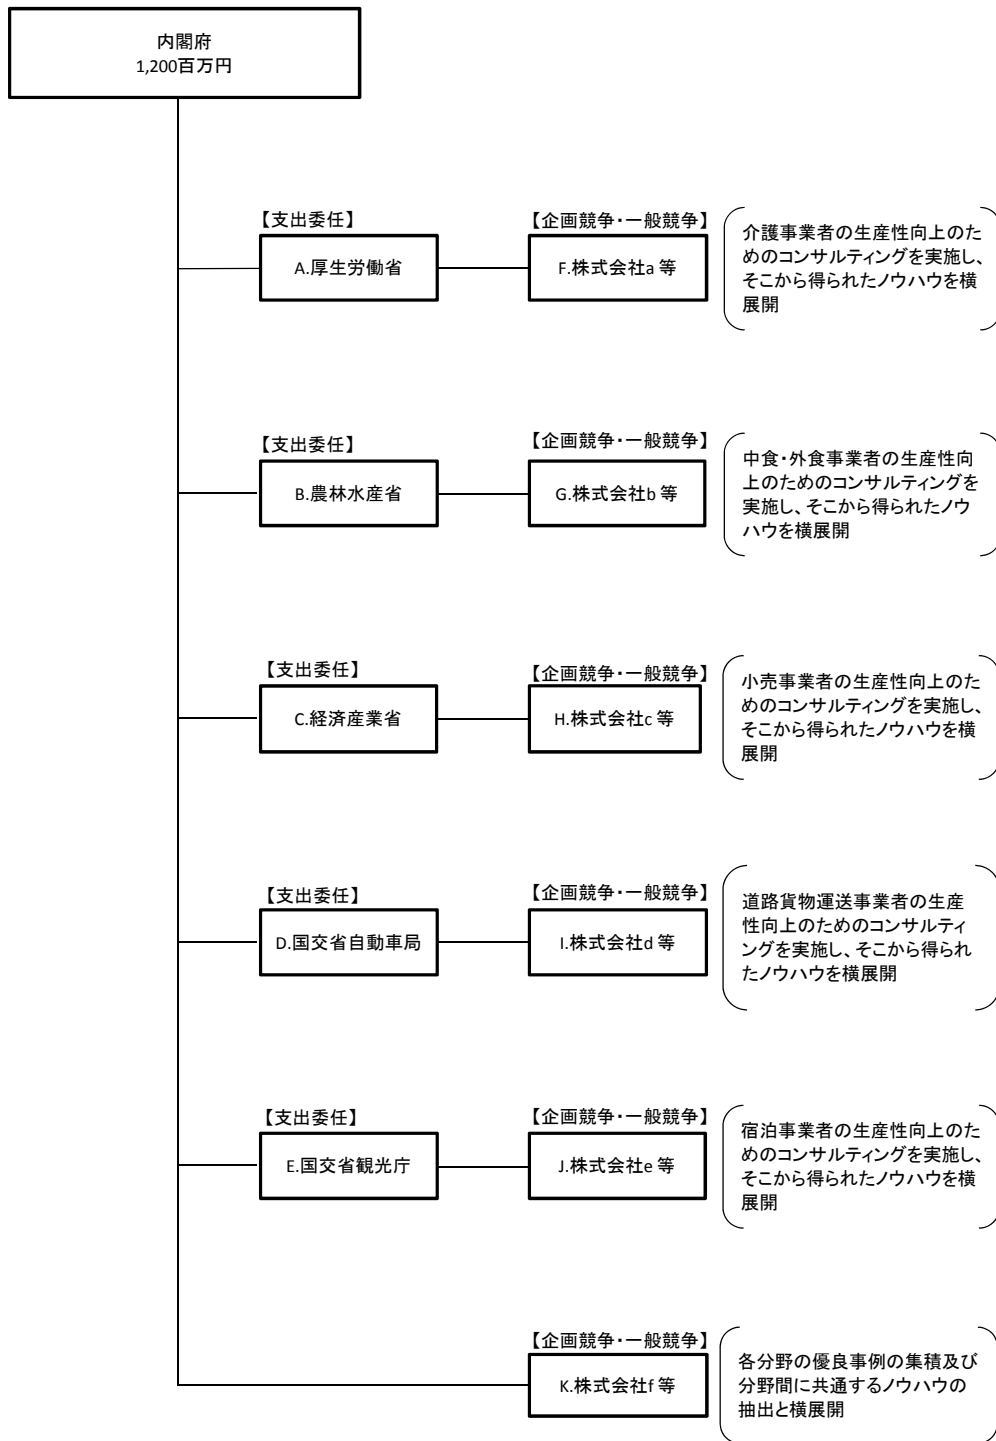 内閣府
1,200百万円
【支出委任】
A.厚生労働省
【企画競争・一般競争】
F.株式会社a 等
介護事業者の生産性向上のた
めのコンサルティングを実施し、
そこから得られたノウハウを横
展開
【支出委任】
B.農林水産省
【企画競争・一般競争】
G.株式会社b 等
中食・外食事業者の生産性向
上のためのコンサルティングを
実施し、そこから得られたノウ
ハウを横展開
【支出委任】
C.経済産業省
【企画競争・一般競争】
H.株式会社c 等
小売事業者の生産性向上のた
めのコンサルティングを実施し、
そこから得られたノウハウを横
展開
【支出委任】
D.国交省自動車局
【企画競争・一般競争】
I.株式会社d 等
道路貨物運送事業者の生産
性向上のためのコンサルティ
ングを実施し、そこから得られ
たノウハウを横展開
【支出委任】
E.国交省観光庁
【企画競争・一般競争】
J.株式会社e 等
宿泊事業者の生産性向上のた
めのコンサルティングを実施し、
そこから得られたノウハウを横
展開
【企画競争・一般競争】
K.株式会社f 等
各分野の優良事例の集積及び
分野間に共通するノウハウの
抽出と横展開